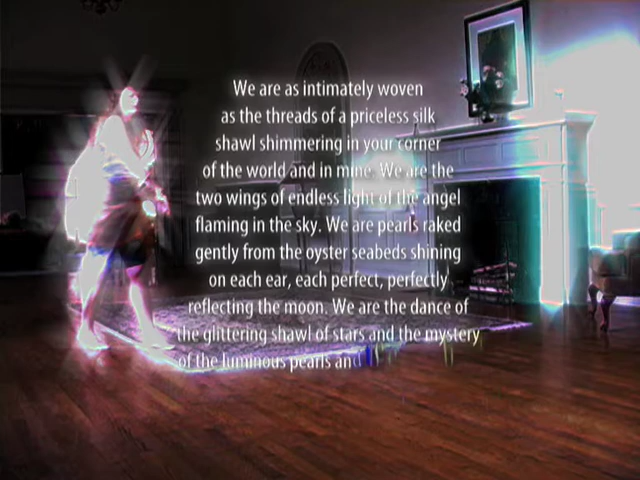 We are as intimately woven
as the threads of a priceless silk
shawl shimmering in your corner
of the world and in mine. We are the
two wings of endless light of the angel
flaming in the sky. We are pearls raked
gently from the oyster seabeds shining
on each ear, each perfect, perfectly
reflecting the moon. We are the dance of
the glittering shawl of stars and the mystery
of the luminous pearls and